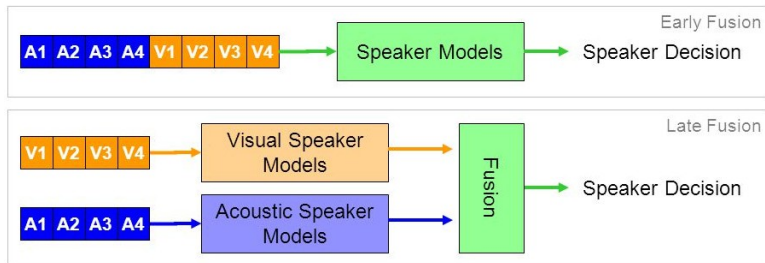 Early Fusion
A1 A2 A3 A4 V1 V2 V3 V4 Speaker Models Speaker Decision
Late Fusion
V1 V2 V3 V4 Visual Speaker
Models
Fusion
Speaker Decision
A1 A2 A3 A4 Acoustic Speaker
Models